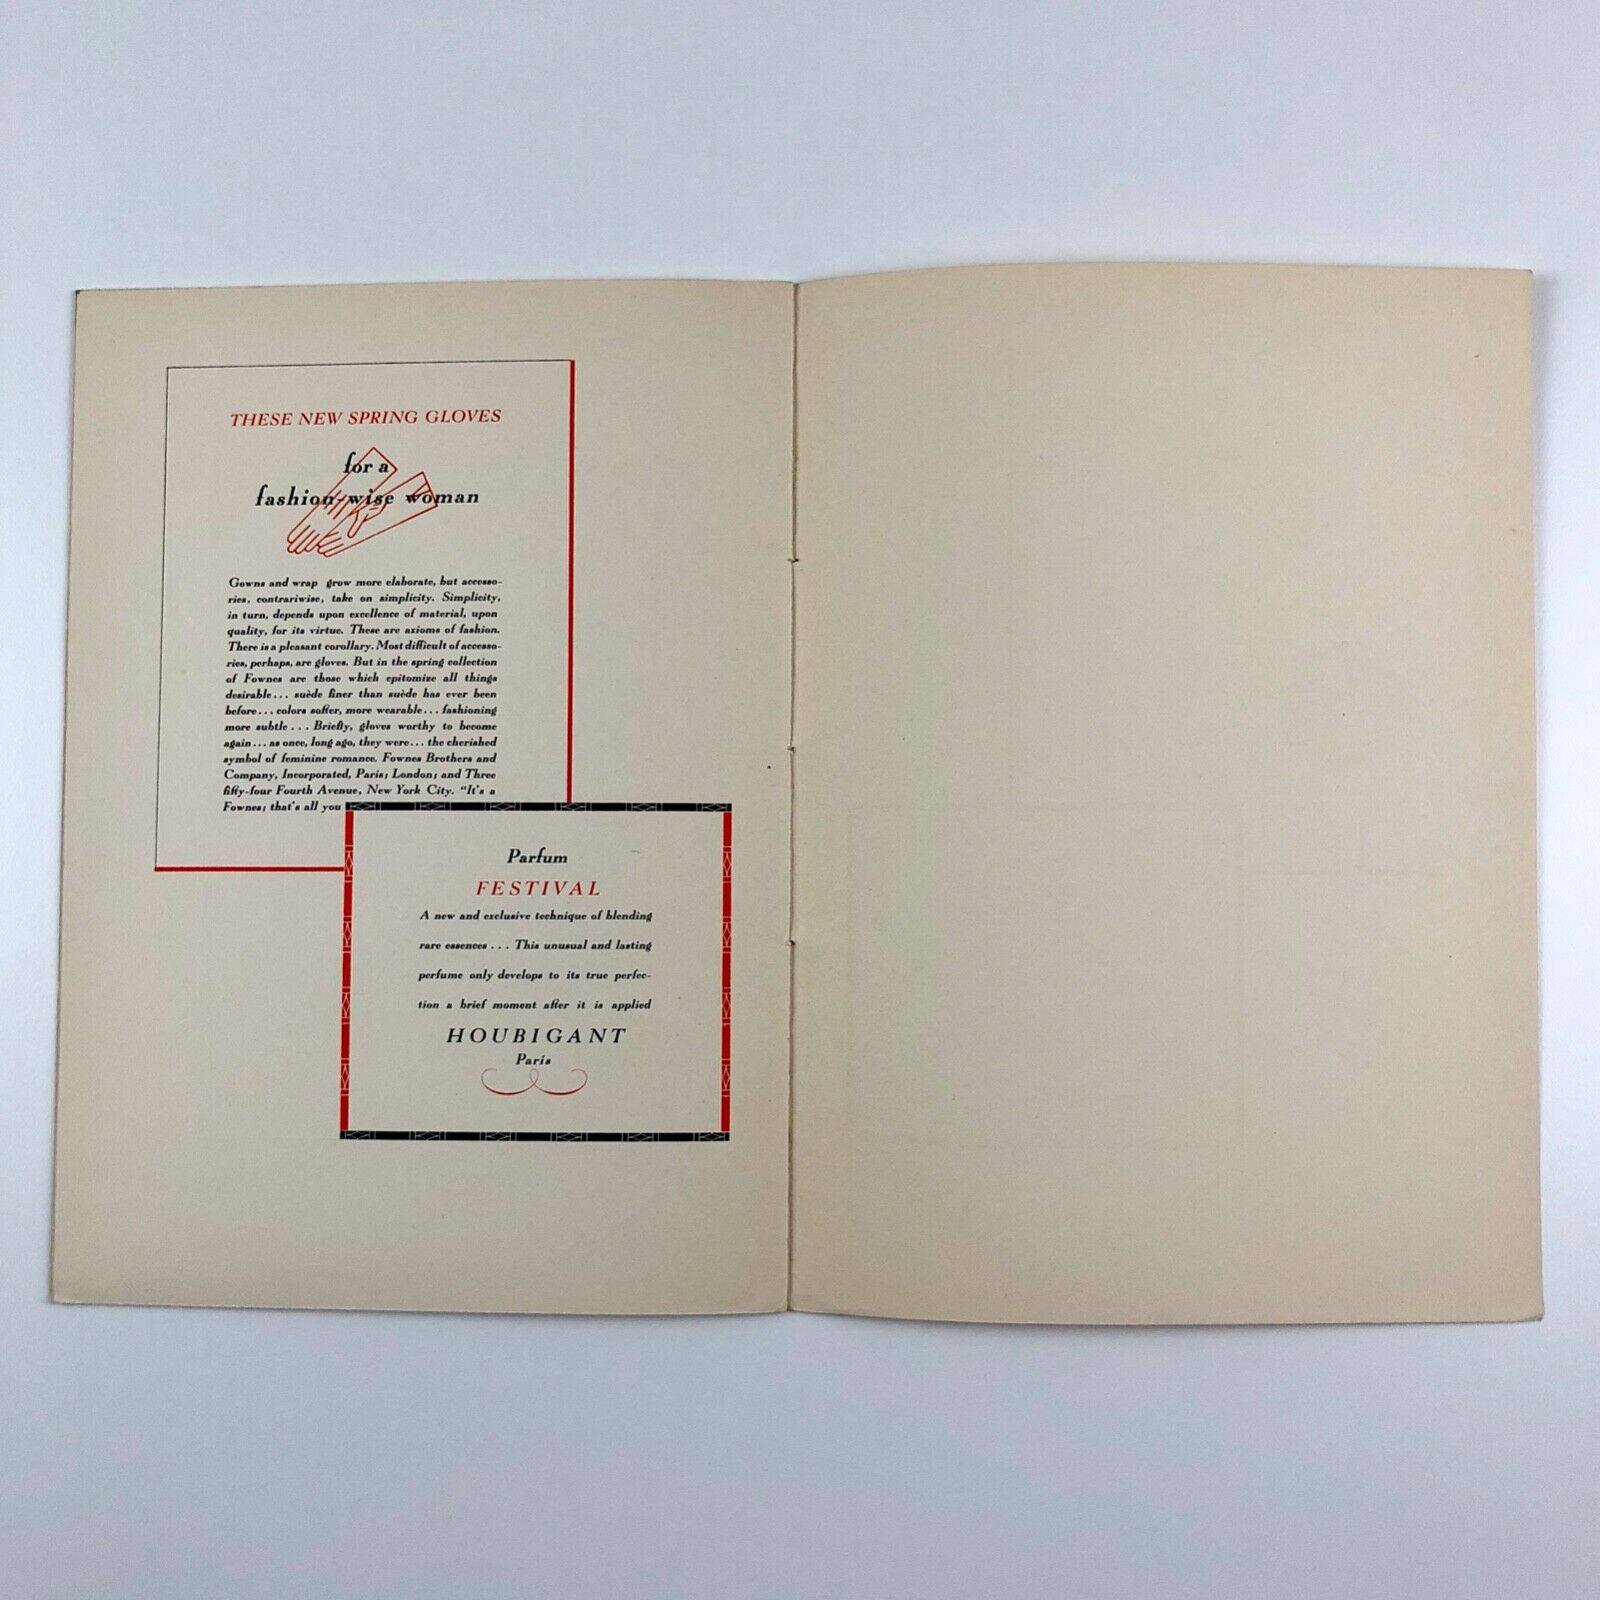 THESE NEW SPRING GLOVES
for a
fashion-wise woman
Gowns and wrap grow more elaborate, but accesso-
ries, contrariwise, take on simplicity. Simplicity,
in turn, depends upon excellence of material, upon
quality, for its virtue. These are axioms of fashion.
There is a pleasant corollary. Most difficult of accesso-
ries, perhaps, are gloves. But in the spring collection
of Fownes are those which epitomize all things
desirable... suède finer than suède has ever been
before... colors softer, more wearable... fashioning
more subtle... Briefly, gloves worthy to become
again... as once, long ago, they were... the cherished
symbol of feminine romance. Fownes Brothers and
Company, Incorporated, Paris; London; and Three
fifty-four Fourth Avenue, New York City. "It's a
Fownes; that's all you
Parfum
FESTIVAL
A new and exclusive technique of blending
rare essences... This unusual and lasting
perfume only develops to its true perfec-
tion a brief moment after it is applied
HOUBIGANT
Paris